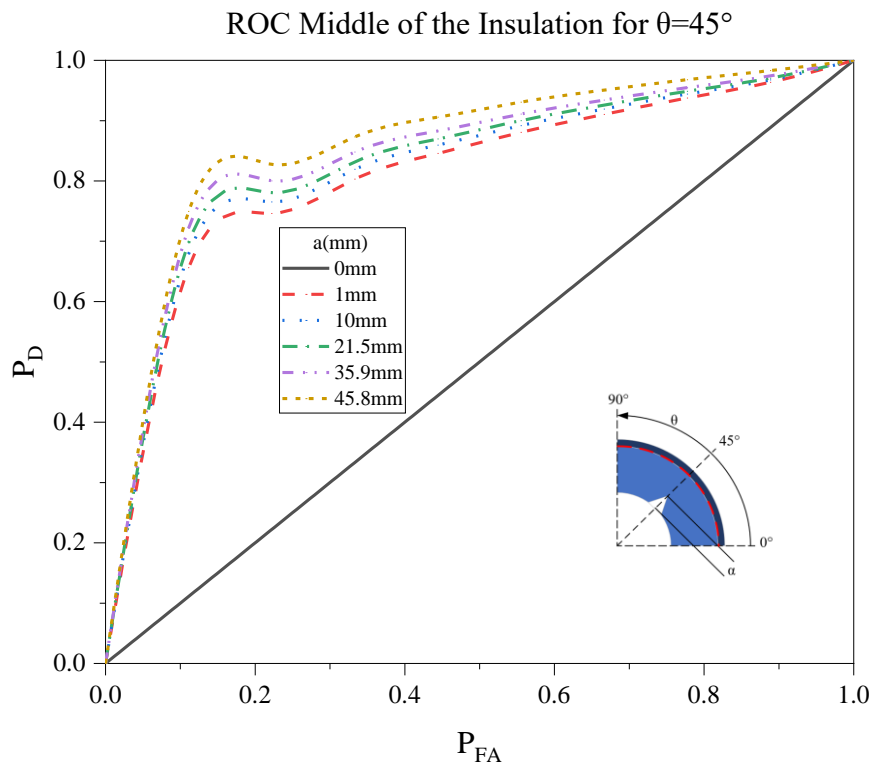 ROC Middle of the Insulation for θ=45°
1.0
0.8
0.6
0.4
0.2
0.0
P_D
a(mm)
0mm
1mm
10mm
21.5mm
35.9mm
45.8mm
90°
θ
45°
0°
α
0.0 0.2 0.4 0.6 0.8 1.0
P_FA